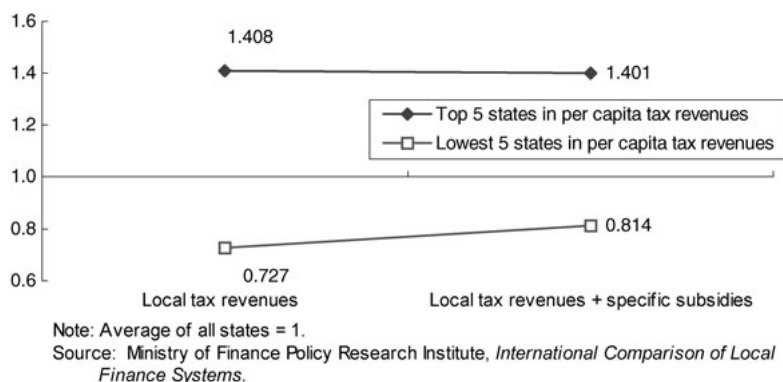 1.6
1.408
1.4
1.401
Top 5 states in per capita tax revenues
1.2
Lowest 5 states in per capita tax revenues
1.0
0.8
0.814
0.727
0.6
Local tax revenues
Local tax revenues + specific subsidies
Note: Average of all states = 1.
Source: Ministry of Finance Policy Research Institute, International Comparison of Local
Finance Systems.